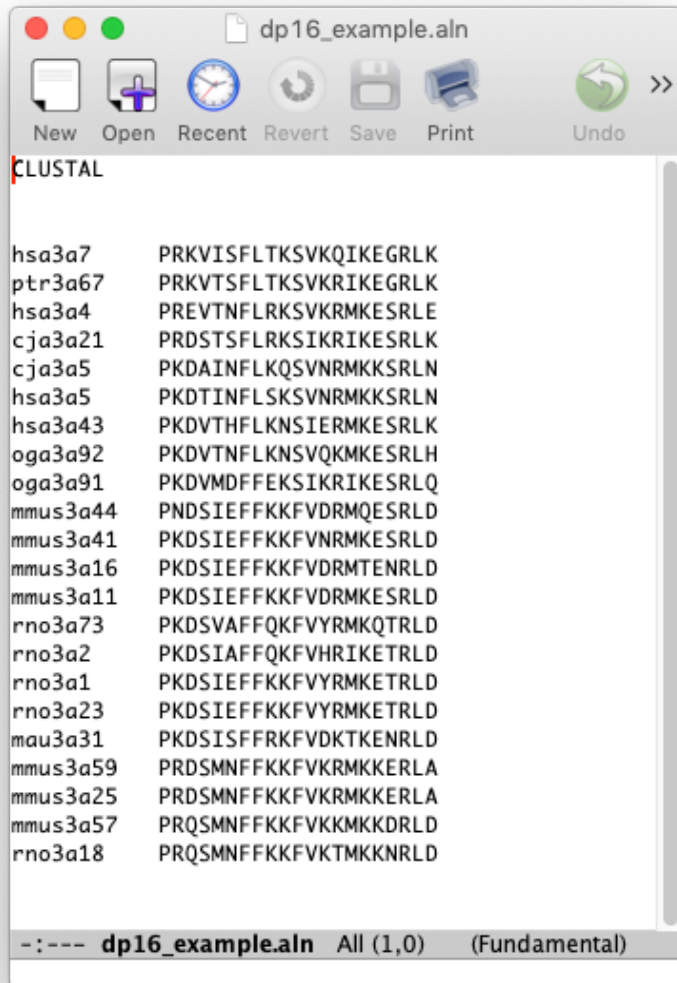 dp16_example.aln
New Open Recent Revert Save Print Undo »
CLUSTAL
hsa3a7 PRKVISFLTKSVKQIKEGRLK
ptr3a67 PRKVTSFLTKSVKRIKEGRLK
hsa3a4 PREVTNFLRKSVKRMKESRLE
cja3a21 PRDSTSFLRKSIKRIKESRLK
cja3a5 PKDAINFLKQSVNRMKKSRLN
hsa3a5 PKDTINFLSKSVNRMKKSRLN
hsa3a43 PKDVTHFLKNSIERMKESRLK
oga3a92 PKDVTNFLKNSVQKMKESRLH
oga3a91 PKDVMDFFEKSIKRIKESRLQ
mmus3a44 PNDSIEFFKKFVDRMQESRLD
mmus3a41 PKDSIEFFKKFVNRMKESRLD
mmus3a16 PKDSIEFFKKFVDRMTENRLD
mmus3a11 PKDSIEFFKKFVDRMKESRLD
rno3a73 PKDSVAFFQKFVYRMKQTRLD
rno3a2 PKDSIAFFQKFVHRIKETRLD
rno3a1 PKDSIEFFKKFVYRMKETRLD
rno3a23 PKDSIEFFKKFVYRMKETRLD
mau3a31 PKDSISFFRKFVDKTKENRLD
mmus3a59 PRDSMNFFKKFVKRMKKERLA
mmus3a25 PRDSMNFFKKFVKRMKKERLA
mmus3a57 PRQSMNFFKKFVKKMKKDRLD
rno3a18 PRQSMNFFKKFVKTMKKNRLD
-:--- dp16_example.aln All (1,0) (Fundamental)